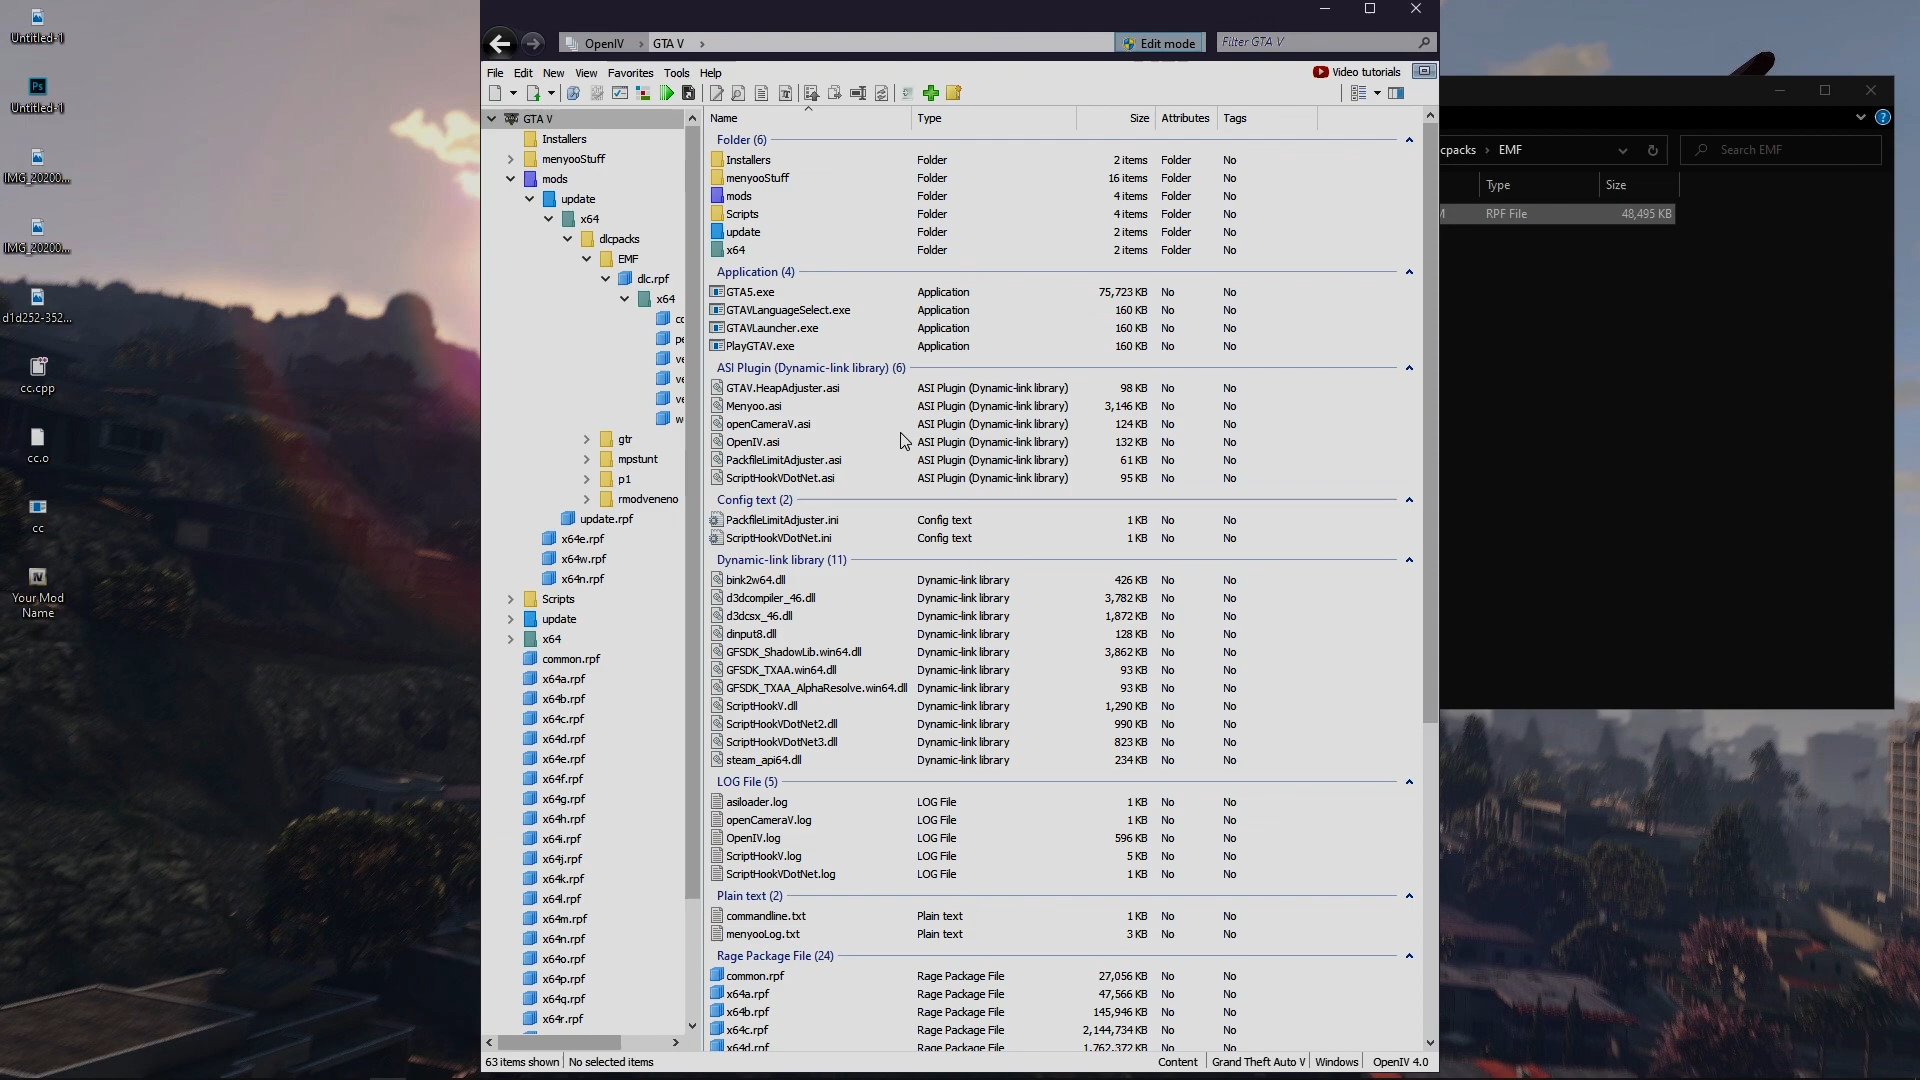 Untitled-1
Untitled-1
IMG_20200...
IMG_20200...
d1d252-352...
cc.cpp
cc.o
cc
Your Mod
Name
OpenIV
GTA V
Edit mode
Filter GTA V
File Edit New View Favorites Tools Help
Video tutorials
GTA V
Installers
menyooStuff
mods
update
x64
dlcpacks
EMF
dlc.rpf
x64
gtr
mpstunt
p1
rmodveneno
update.rpf
x64e.rpf
x64w.rpf
x64n.rpf
Scripts
update
x64
common.rpf
x64a.rpf
x64b.rpf
x64c.rpf
x64d.rpf
x64e.rpf
x64f.rpf
x64g.rpf
x64h.rpf
x64i.rpf
x64j.rpf
x64k.rpf
x64l.rpf
x64m.rpf
x64n.rpf
x64o.rpf
x64p.rpf
x64q.rpf
x64r.rpf
Name Type Size Attributes Tags
Folder (6)
Installers Folder 2 items Folder No
menyooStuff Folder 16 items Folder No
mods Folder 4 items Folder No
Scripts Folder 4 items Folder No
update Folder 2 items Folder No
x64 Folder 2 items Folder No
Application (4)
GTA5.exe Application 75,723 KB No No
GTAVLanguageSelect.exe Application 160 KB No No
GTAVLauncher.exe Application 160 KB No No
PlayGTAV.exe Application 160 KB No No
ASI Plugin (Dynamic-link library) (6)
GTAV.HeapAdjuster.asi ASI Plugin (Dynamic-link library) 98 KB No No
Menyoo.asi ASI Plugin (Dynamic-link library) 3,146 KB No No
openCameraV.asi ASI Plugin (Dynamic-link library) 124 KB No No
OpenIV.asi ASI Plugin (Dynamic-link library) 132 KB No No
PackfileLimitAdjuster.asi ASI Plugin (Dynamic-link library) 61 KB No No
ScriptHookVDotNet.asi ASI Plugin (Dynamic-link library) 95 KB No No
Config text (2)
PackfileLimitAdjuster.ini Config text 1 KB No No
ScriptHookVDotNet.ini Config text 1 KB No No
Dynamic-link library (11)
bink2w64.dll Dynamic-link library 426 KB No No
d3dcompiler_46.dll Dynamic-link library 3,782 KB No No
d3dcsx_46.dll Dynamic-link library 1,872 KB No No
dinput8.dll Dynamic-link library 128 KB No No
GFSDK_ShadowLib.win64.dll Dynamic-link library 3,862 KB No No
GFSDK_TXAA.win64.dll Dynamic-link library 93 KB No No
GFSDK_TXAA_AlphaResolve.win64.dll Dynamic-link library 93 KB No No
ScriptHookV.dll Dynamic-link library 1,290 KB No No
ScriptHookVDotNet2.dll Dynamic-link library 990 KB No No
ScriptHookVDotNet3.dll Dynamic-link library 823 KB No No
steam_api64.dll Dynamic-link library 234 KB No No
LOG File (5)
asiloader.log LOG File 1 KB No No
openCameraV.log LOG File 1 KB No No
OpenIV.log LOG File 596 KB No No
ScriptHookV.log LOG File 5 KB No No
ScriptHookVDotNet.log LOG File 1 KB No No
Plain text (2)
commandline.txt Plain text 1 KB No No
menyooLog.txt Plain text 3 KB No No
Rage Package File (24)
common.rpf Rage Package File 27,056 KB No No
x64a.rpf Rage Package File 47,566 KB No No
x64b.rpf Rage Package File 145,946 KB No No
x64c.rpf Rage Package File 2,144,734 KB No No
x64d.rpf Rage Package File 1,762,372 KB No No
63 items shown No selected items
Content Grand Theft Auto V Windows OpenIV 4.0
cpacks EMF
Search EMF
Type Size
RPF File 48,495 KB